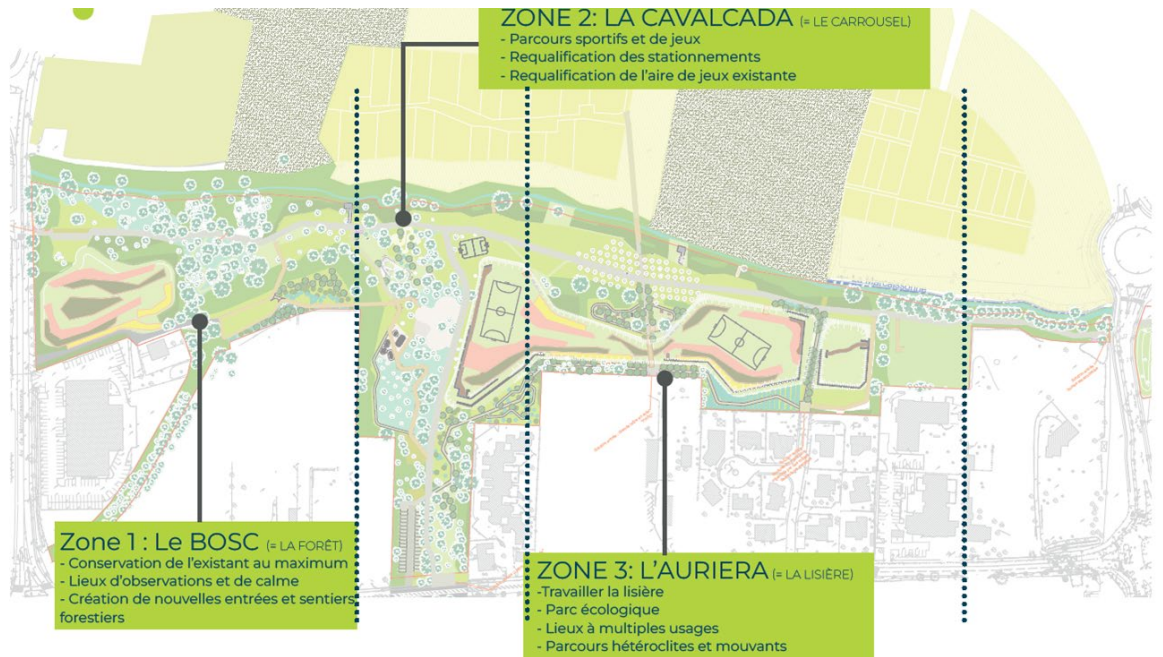 ZONE 2: LA CAVALCADA (= LE CARROUSEL)
- Parcours sportifs et de jeux
- Requalification des stationnements
- Requalification de l'aire de jeux existante
Zone 1 : Le BOSC (= LA FORÊT)
- Conservation de l'existant au maximum
- Lieux d'observations et de calme
- Création de nouvelles entrées et sentiers
forestiers
ZONE 3: L'AURIERA (= LA LISIÈRE)
-Travailler la lisière
- Parc écologique
- Lieux à multiples usages
- Parcours hétéroclites et mouvants